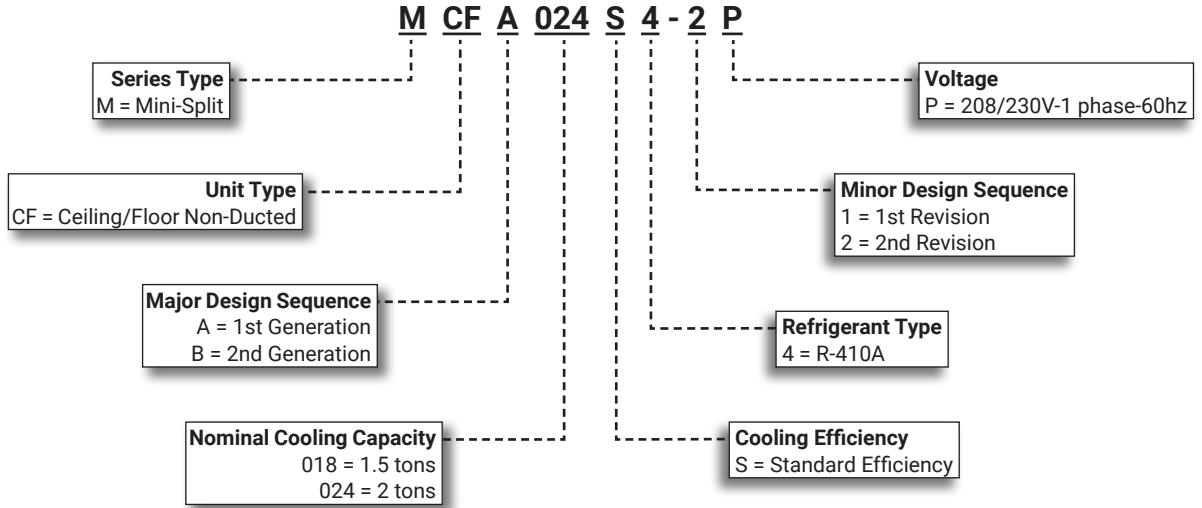 M CF A 024 S 4 - 2 P
Series Type
M = Mini-Split
Voltage
P = 208/230V-1 phase-60hz
Unit Type
CF = Ceiling/Floor Non-Ducted
Minor Design Sequence
1 = 1st Revision
2 = 2nd Revision
Major Design Sequence
A = 1st Generation
B = 2nd Generation
Refrigerant Type
4 = R-410A
Nominal Cooling Capacity
018 = 1.5 tons
024 = 2 tons
Cooling Efficiency
S = Standard Efficiency